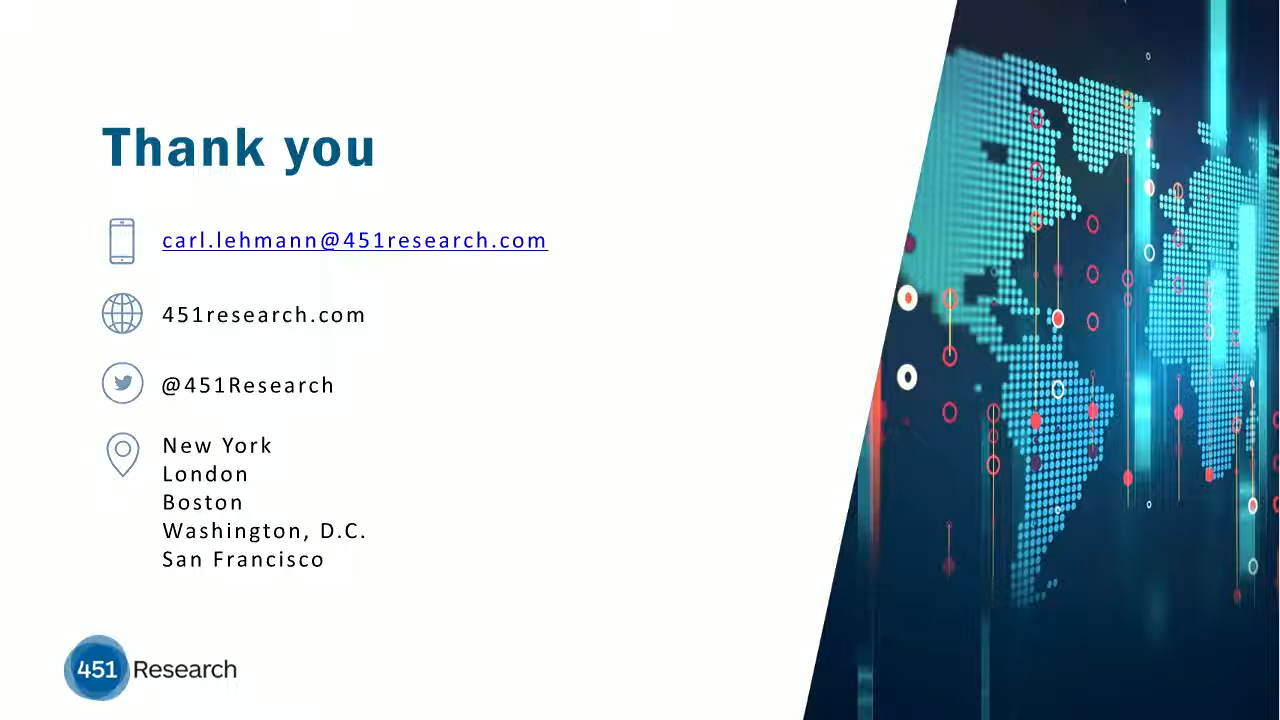 Thank you
carl.lehmann@451research.com
451research.com
@451Research
New York
London
Boston
Washington, D.C.
San Francisco
451 Research